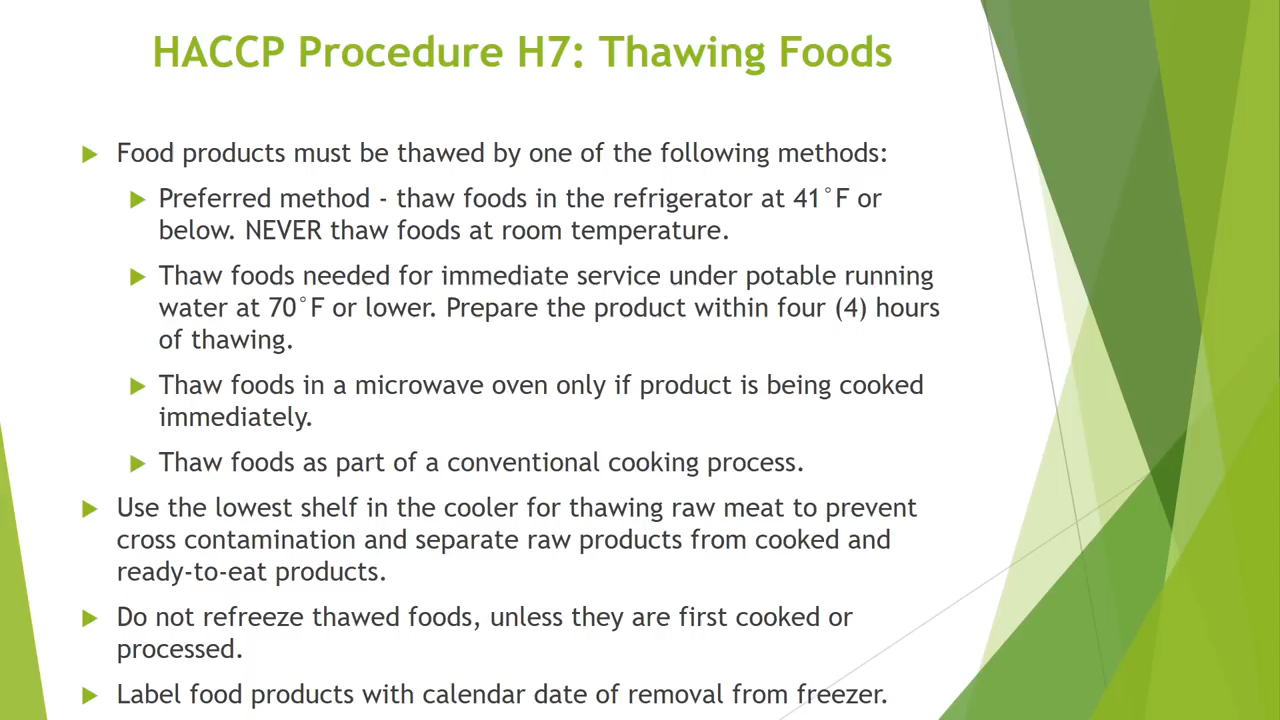 HACCP Procedure H7: Thawing Foods
Food products must be thawed by one of the following methods:
Preferred method - thaw foods in the refrigerator at 41°F or
below. NEVER thaw foods at room temperature.
Thaw foods needed for immediate service under potable running
water at 70°F or lower. Prepare the product within four (4) hours
of thawing.
Thaw foods in a microwave oven only if product is being cooked
immediately.
Thaw foods as part of a conventional cooking process.
Use the lowest shelf in the cooler for thawing raw meat to prevent
cross contamination and separate raw products from cooked and
ready-to-eat products.
Do not refreeze thawed foods, unless they are first cooked or
processed.
Label food products with calendar date of removal from freezer.